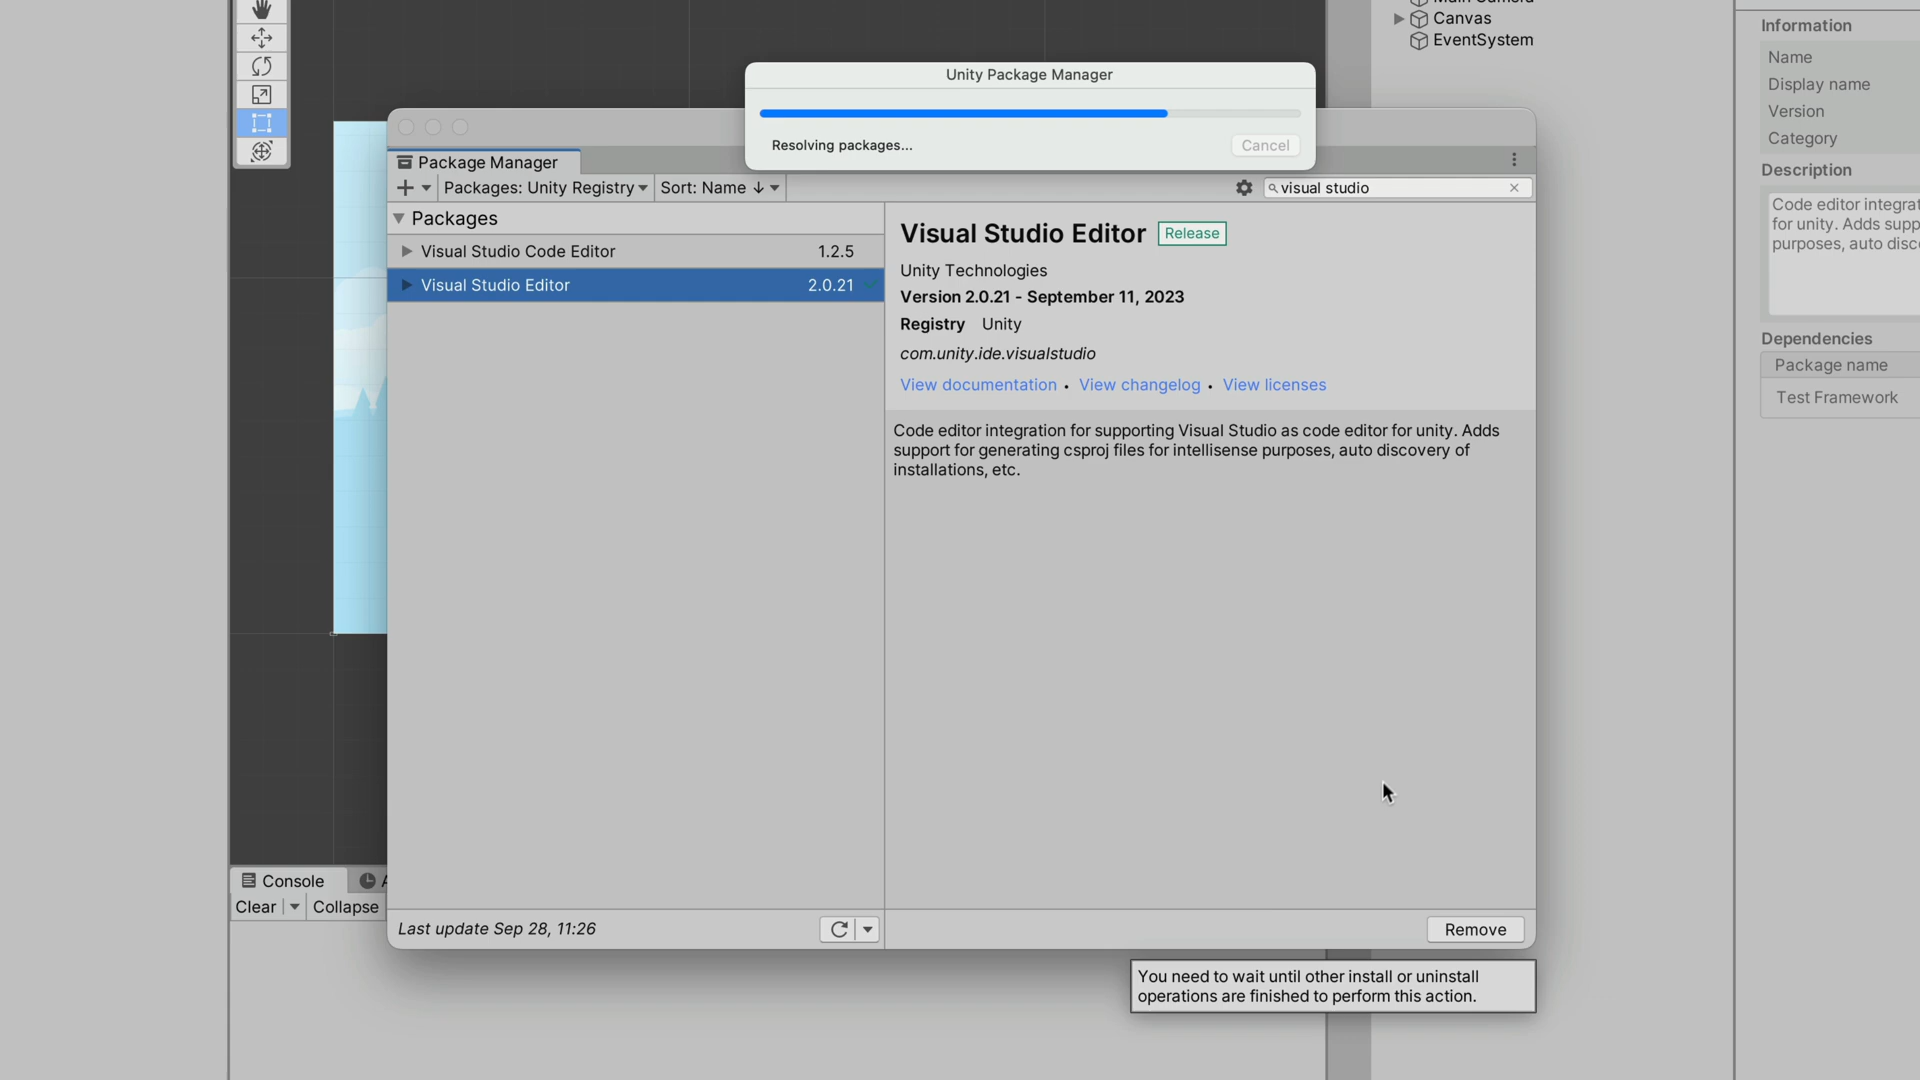 Main Camera
Canvas
EventSystem
Information
Name
Display name
Version
Category
Description
Code editor integrat
for unity. Adds supp
purposes, auto disc
Dependencies
Package name
Test Framework
Unity Package Manager
Resolving packages...
Cancel
Package Manager
Packages: Unity Registry
Sort: Name ↓
visual studio
Packages
Visual Studio Code Editor 1.2.5
Visual Studio Editor 2.0.21
Visual Studio Editor Release
Unity Technologies
Version 2.0.21 - September 11, 2023
Registry Unity
com.unity.ide.visualstudio
View documentation • View changelog • View licenses
Code editor integration for supporting Visual Studio as code editor for unity. Adds
support for generating csproj files for intellisense purposes, auto discovery of
installations, etc.
Console
Clear
Collapse
Last update Sep 28, 11:26
Remove
You need to wait until other install or uninstall
operations are finished to perform this action.